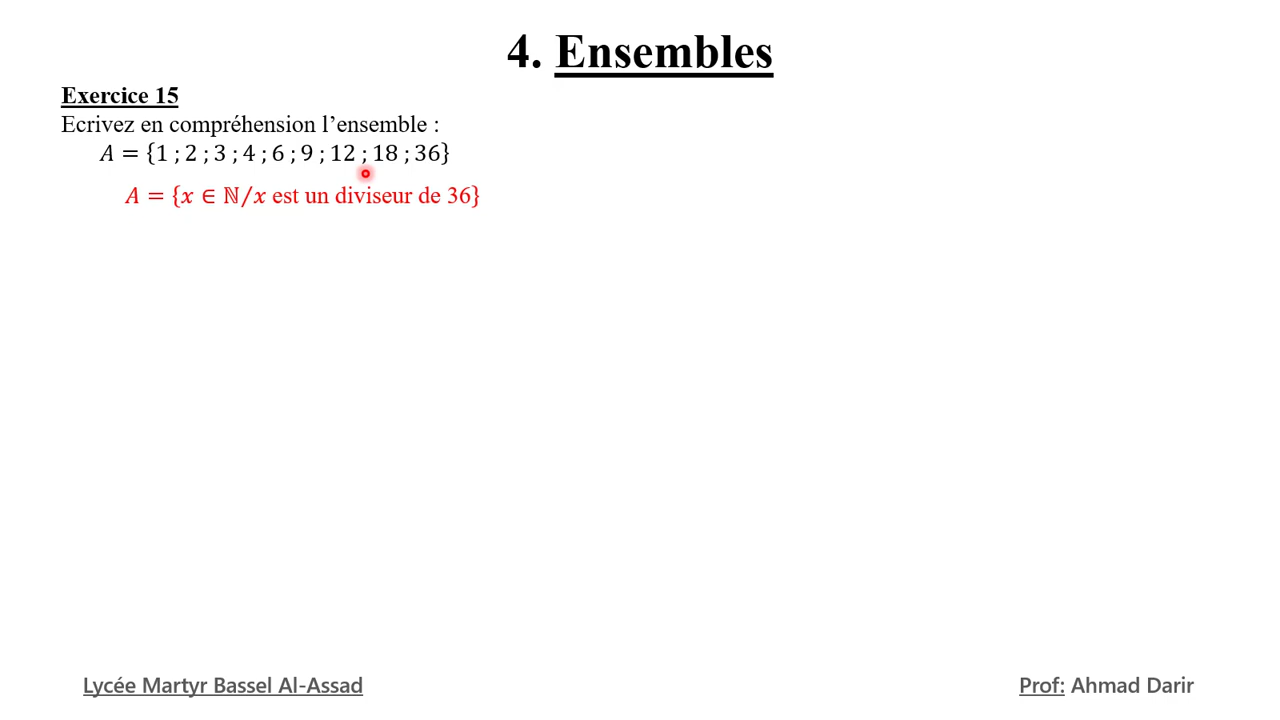 4. Ensembles
Exercice 15
Ecrivez en compréhension l’ensemble :
A = {1 ; 2 ; 3 ; 4 ; 6 ; 9 ; 12 ; 18 ; 36}
A = {x ∈ ℕ/x est un diviseur de 36}
Lycée Martyr Bassel Al-Assad
Prof: Ahmad Darir